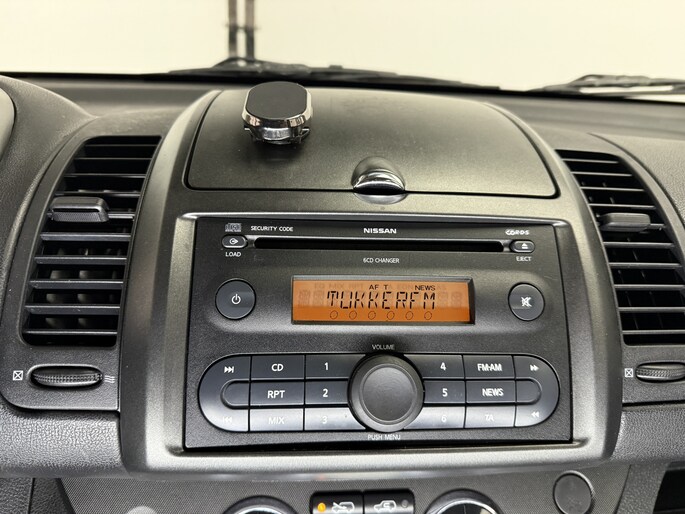 SECURITY CODE
NISSAN
LOAD
6CD CHANGER
EJECT
AF T NEWS
TUKKERFM
VOLUME
CD 1 4 FM·AM
RPT 2 5 NEWS
MIX 3 6 TA
PUSH MENU